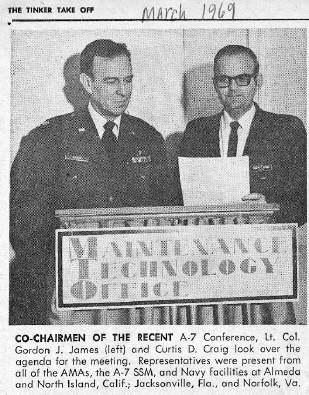 THE TINKER TAKE OFF
March 1969
MAINTENANCE
TECHNOLOGY
OFFICE
CO-CHAIRMEN OF THE RECENT A-7 Conference, Lt. Col.
Gordon J. James (left) and Curtis D. Craig look over the
agenda for the meeting. Representatives were present from
all of the AMAs, the A-7 SSM, and Navy facilities at Almeda
and North Island, Calif.; Jacksonville, Fla., and Norfolk, Va.